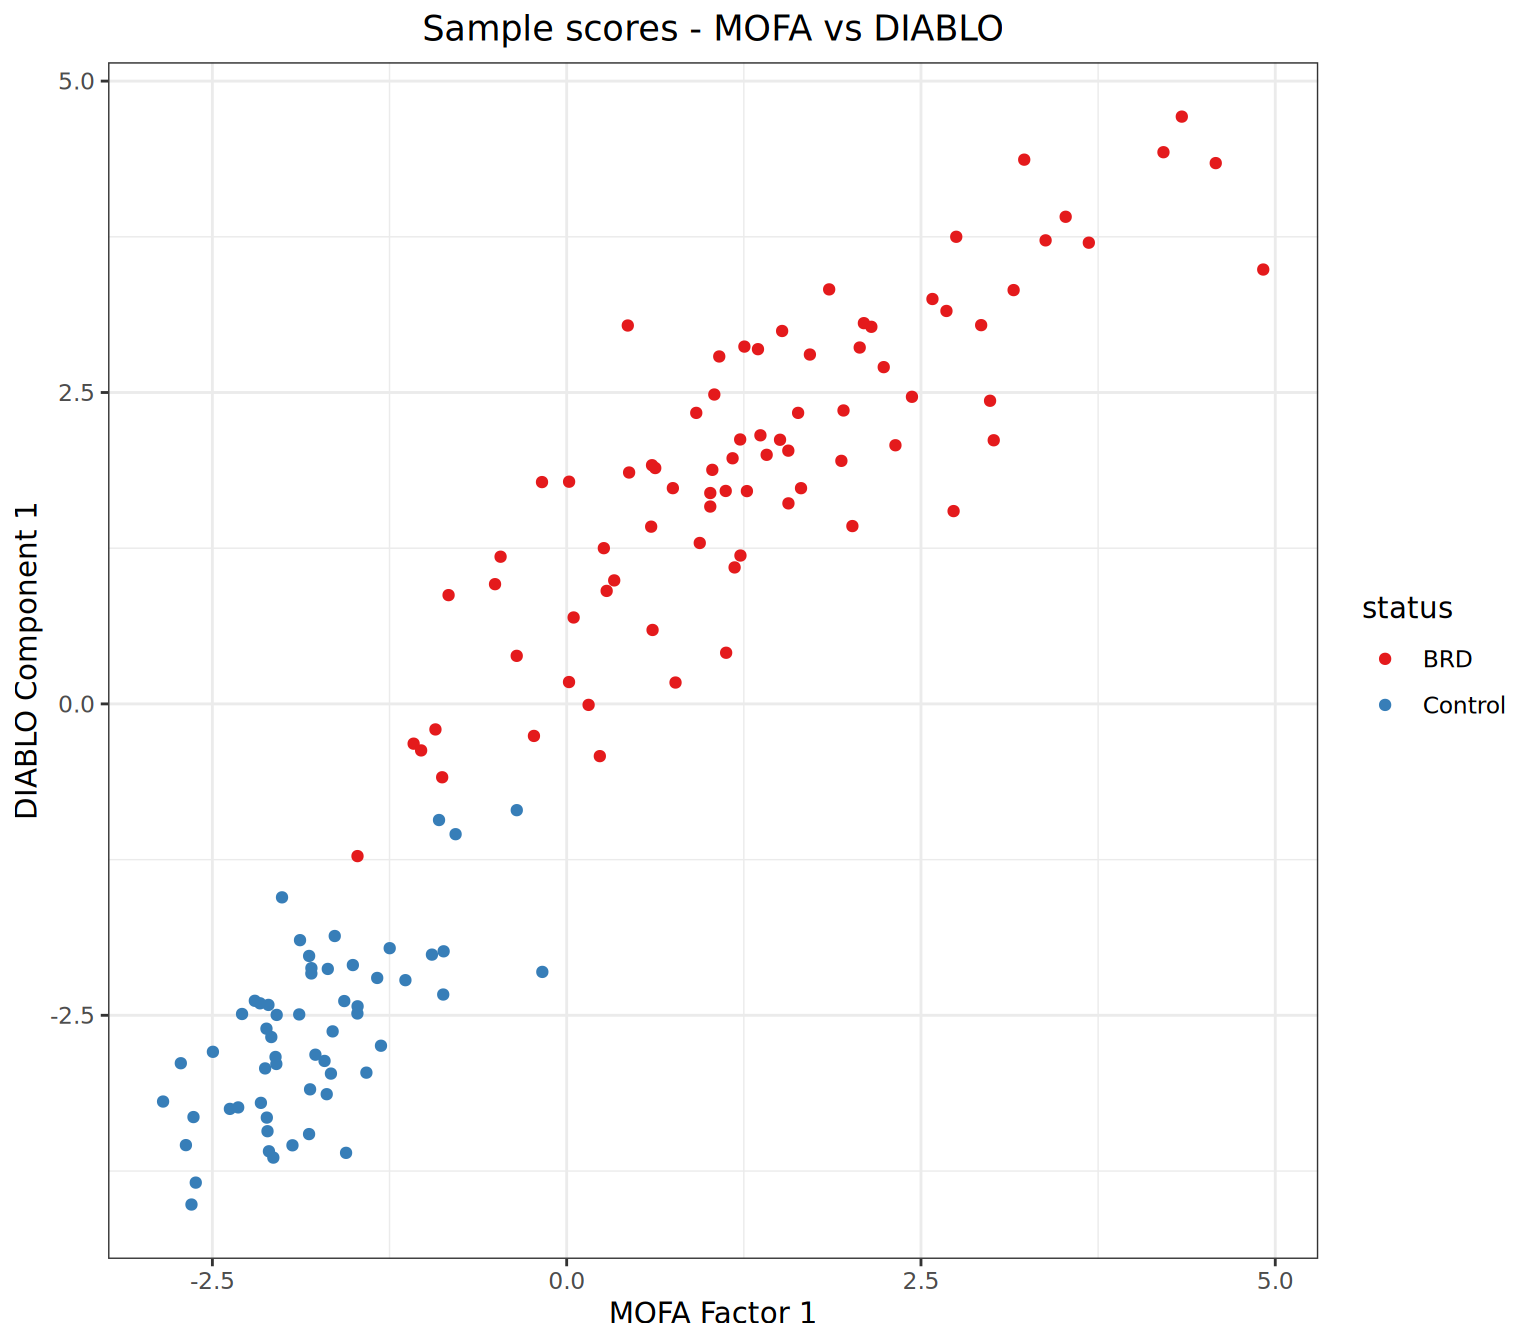 Sample scores - MOFA vs DIABLO
5.0
2.5
0.0
-2.5
DIABLO Component 1
-2.5
0.0
2.5
5.0
MOFA Factor 1
status
BRD
Control